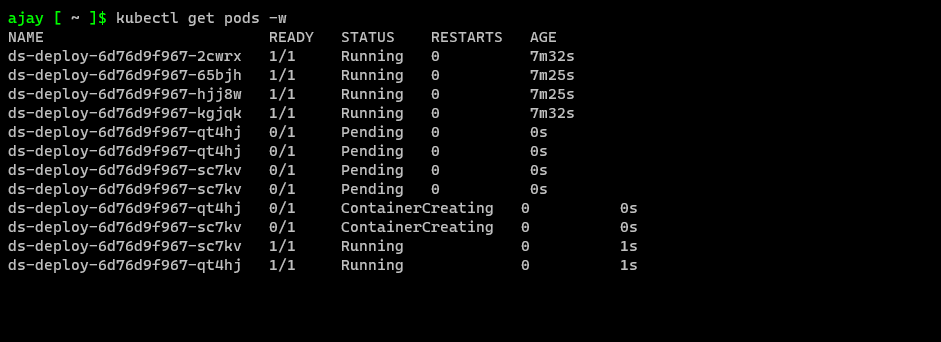 ajay [ ~ ]$ kubectl get pods -w
NAME                         READY   STATUS    RESTARTS   AGE
ds-deploy-6d76d9f967-2cwrx   1/1     Running   0          7m32s
ds-deploy-6d76d9f967-65bjh   1/1     Running   0          7m25s
ds-deploy-6d76d9f967-hjj8w   1/1     Running   0          7m25s
ds-deploy-6d76d9f967-kgjqk   1/1     Running   0          7m32s
ds-deploy-6d76d9f967-qt4hj   0/1     Pending   0          0s
ds-deploy-6d76d9f967-qt4hj   0/1     Pending   0          0s
ds-deploy-6d76d9f967-sc7kv   0/1     Pending   0          0s
ds-deploy-6d76d9f967-sc7kv   0/1     Pending   0          0s
ds-deploy-6d76d9f967-qt4hj   0/1     ContainerCreating   0          0s
ds-deploy-6d76d9f967-sc7kv   0/1     ContainerCreating   0          0s
ds-deploy-6d76d9f967-sc7kv   1/1     Running             0          1s
ds-deploy-6d76d9f967-qt4hj   1/1     Running             0          1s